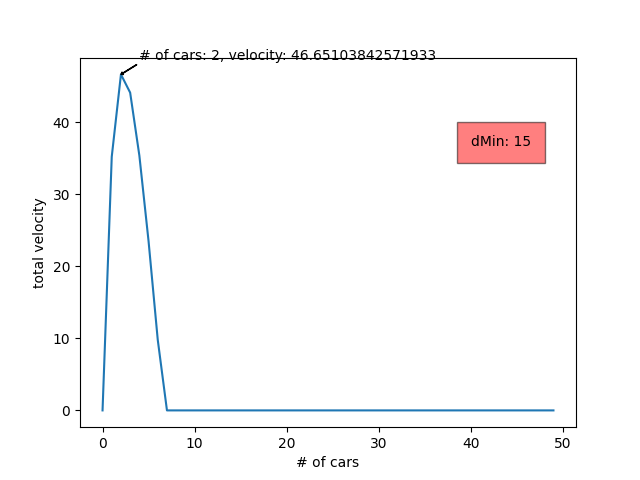 # of cars: 2, velocity: 46.65103842571933
dMin: 15
total velocity
40
30
20
10
0
0 10 20 30 40 50
# of cars